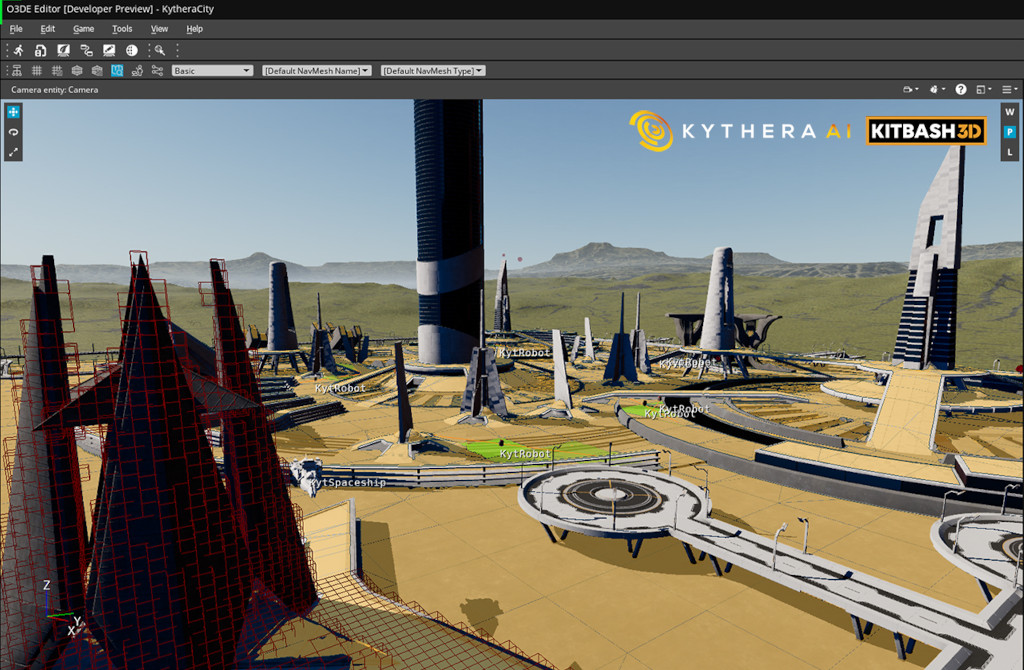 O3DE Editor [Developer Preview] - KytheraCity
File Edit Game Tools View Help
Basic [Default NavMesh Name] [Default NavMesh Type]
Camera entity: Camera
W
P
L
KYTHERA AI KITBASH3D
KytRobot
KytRobot
KytRobot
KytRobot
KytRobot
KytRobot
KytSpaceship
Z
Y
X